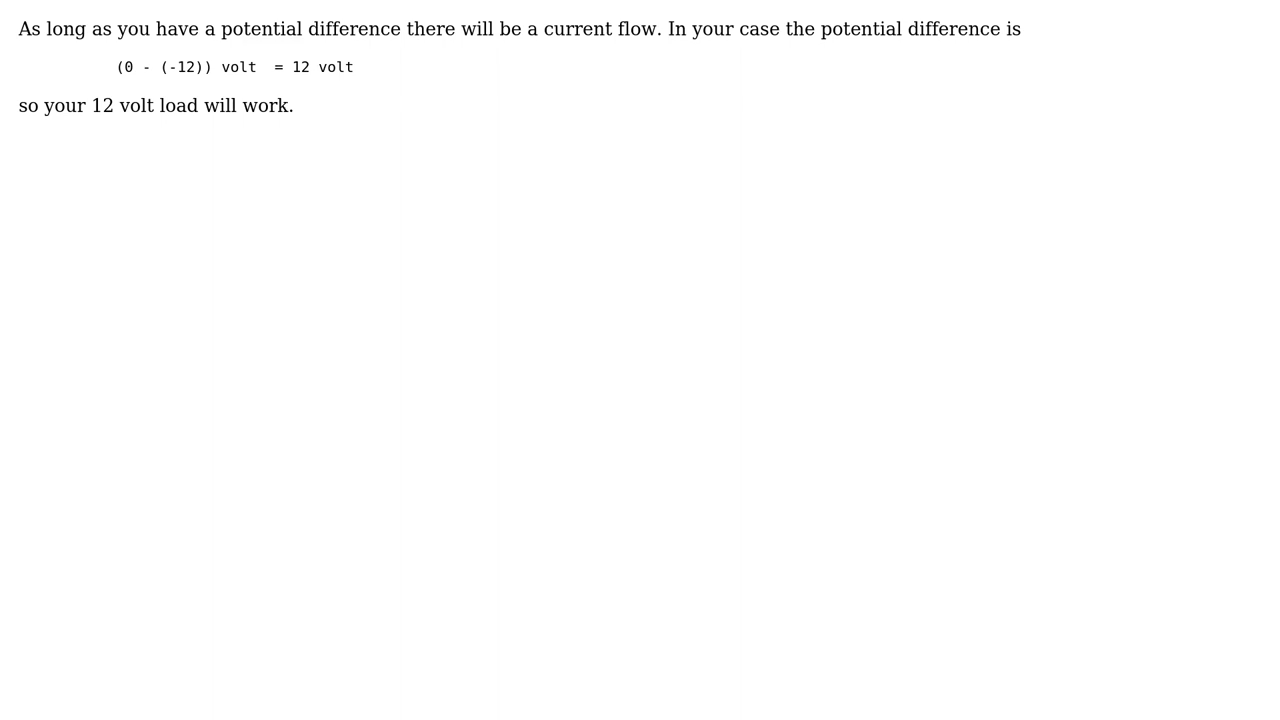 As long as you have a potential difference there will be a current flow. In your case the potential difference is
(0 - (-12)) volt  = 12 volt
so your 12 volt load will work.